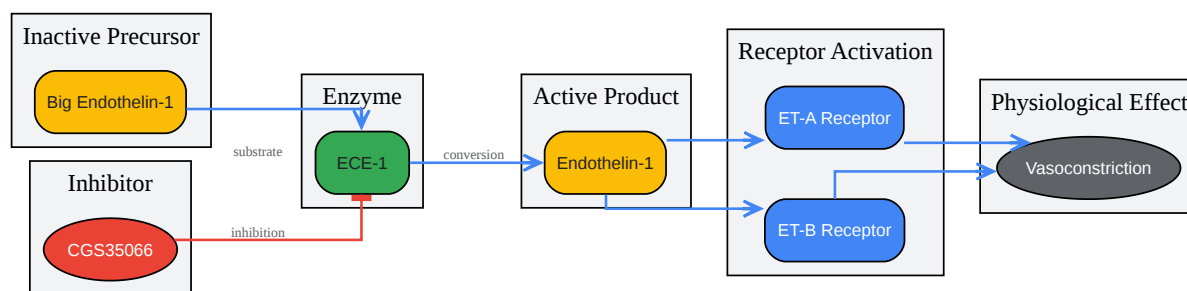 Inactive Precursor
Big Endothelin-1
substrate
Inhibitor
CGS35066
inhibition
Enzyme
ECE-1
conversion
Active Product
Endothelin-1
Receptor Activation
ET-A Receptor
ET-B Receptor
Physiological Effect
Vasoconstriction